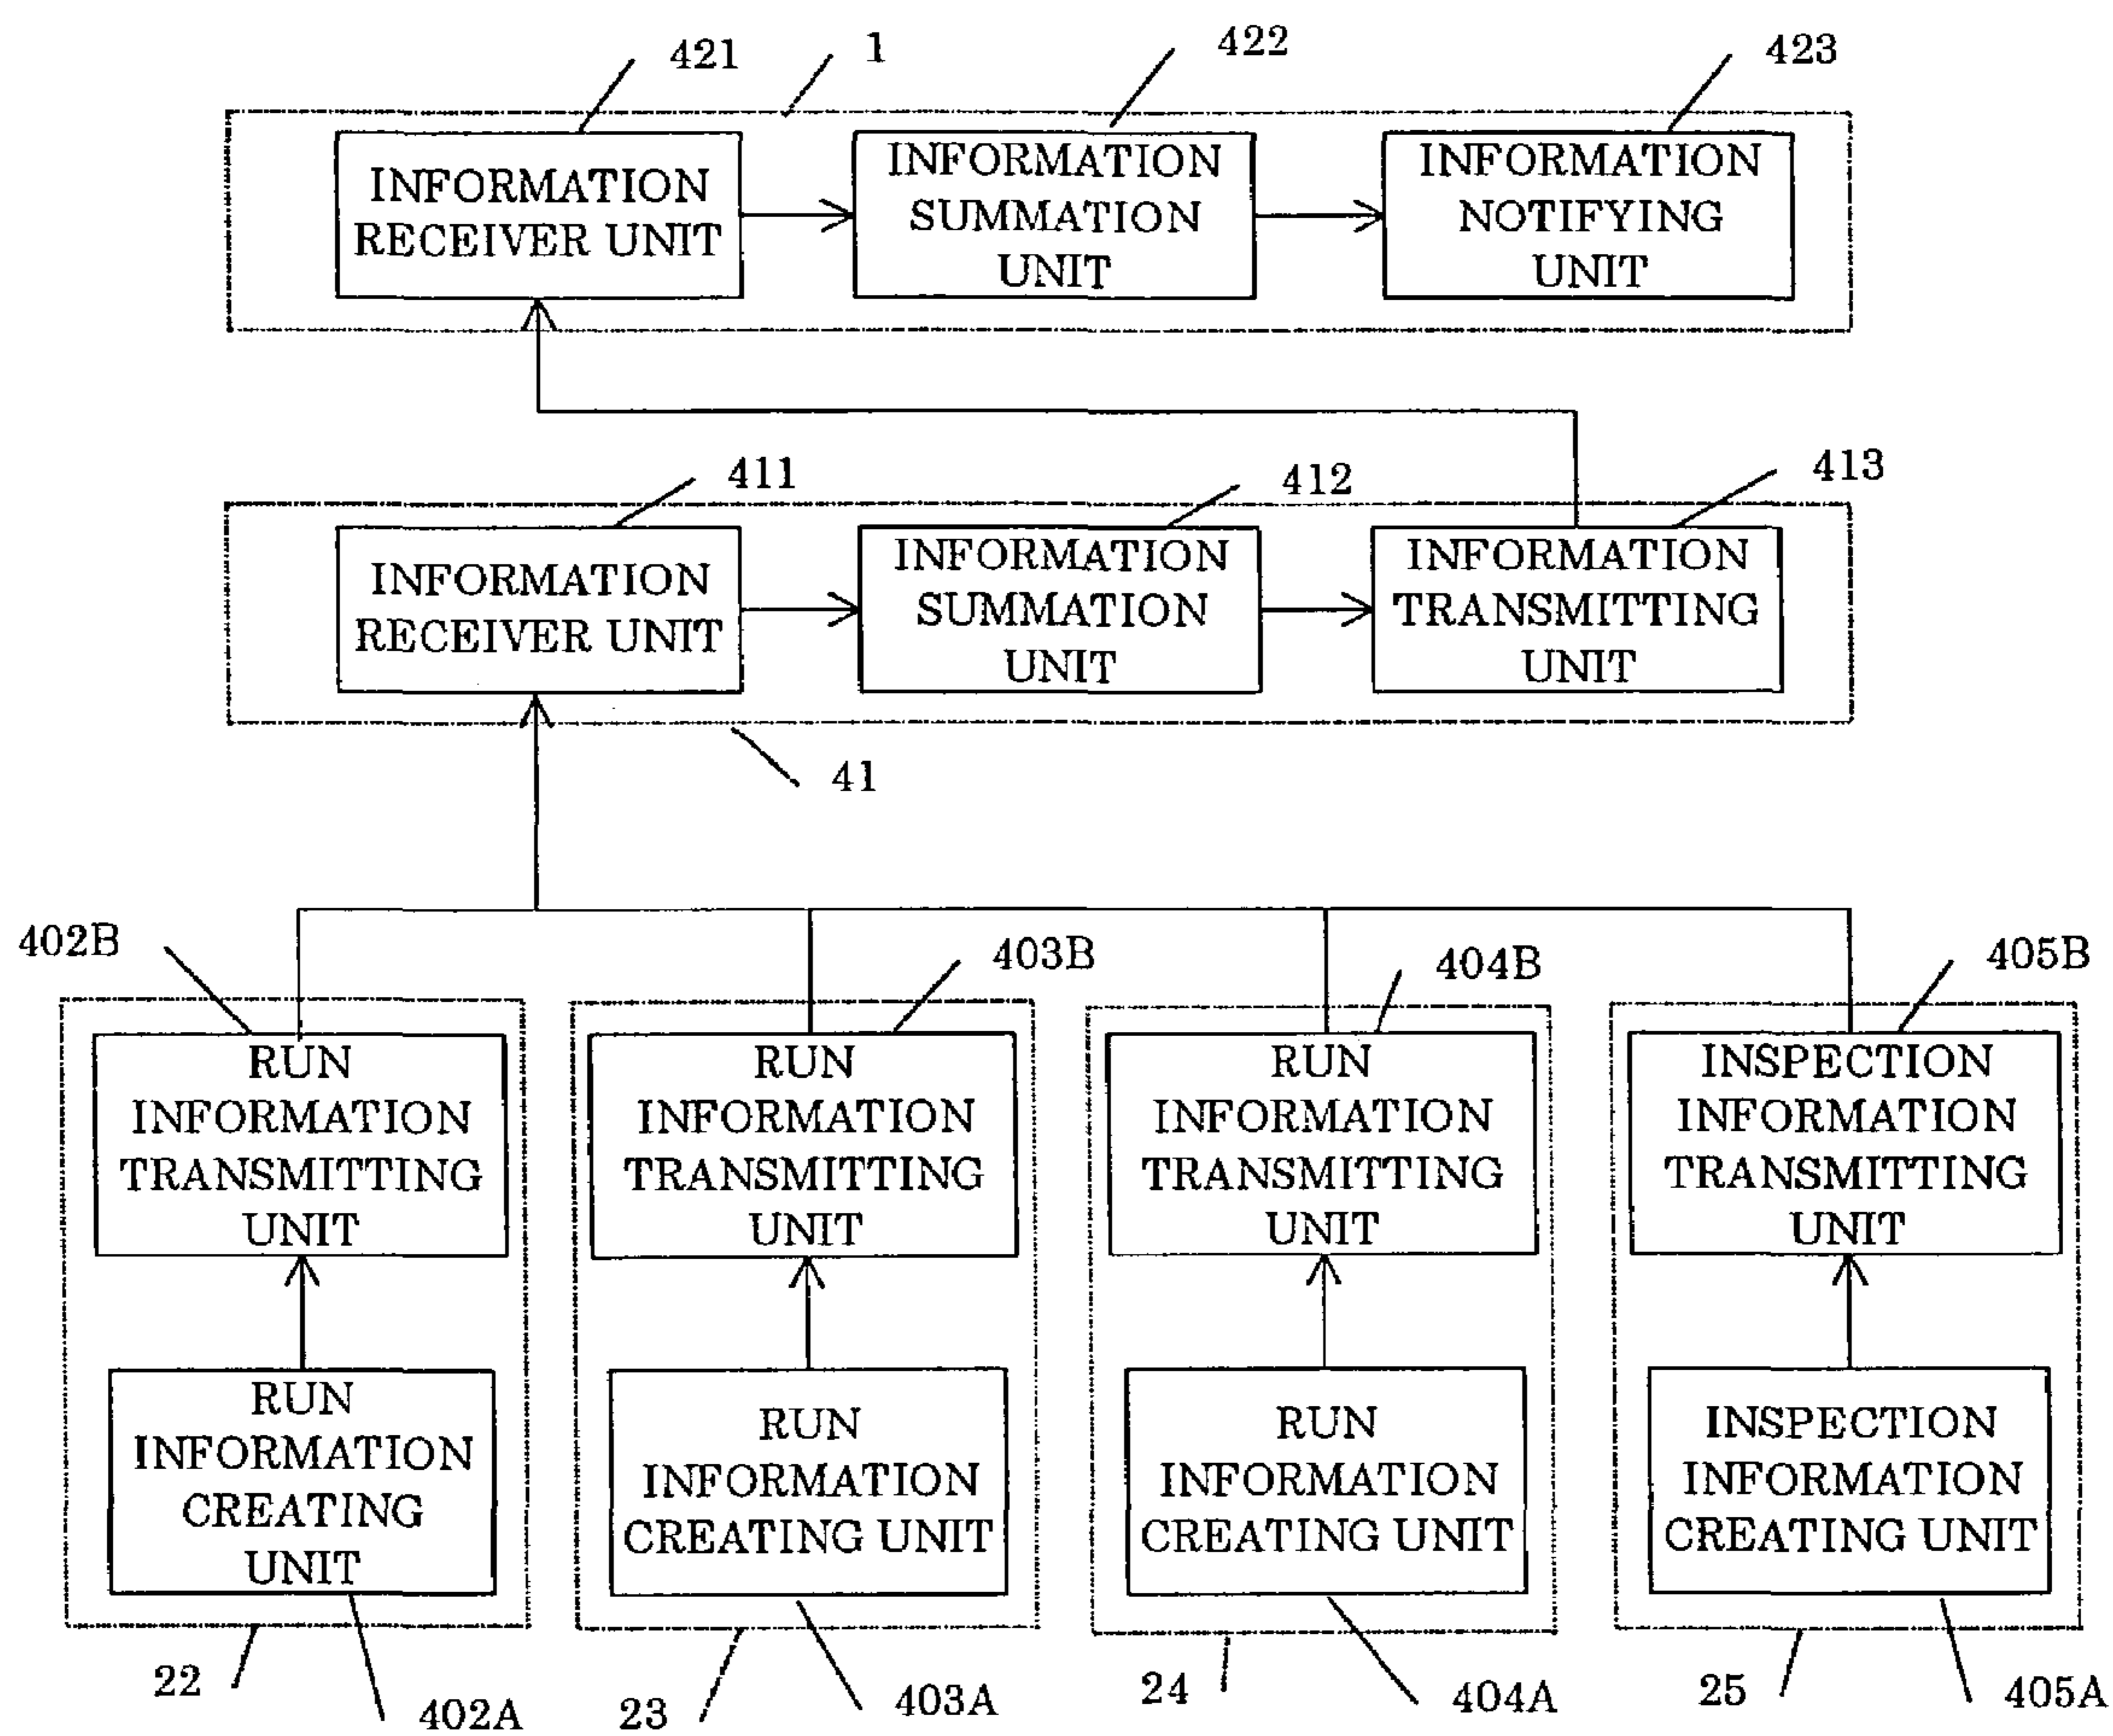 421
1
422
423
INFORMATION
RECEIVER UNIT
INFORMATION
SUMMATION
UNIT
INFORMATION
NOTIFYING
UNIT
411
412
413
INFORMATION
RECEIVER UNIT
INFORMATION
SUMMATION
UNIT
INFORMATION
TRANSMITTING
UNIT
41
402B
403B
404B
405B
RUN
INFORMATION
TRANSMITTING
UNIT
RUN
INFORMATION
TRANSMITTING
UNIT
RUN
INFORMATION
TRANSMITTING
UNIT
INSPECTION
INFORMATION
TRANSMITTING
UNIT
RUN
INFORMATION
CREATING
UNIT
RUN
INFORMATION
CREATING UNIT
RUN
INFORMATION
CREATING UNIT
INSPECTION
INFORMATION
CREATING UNIT
22
402A
23
403A
24
404A
25
405A